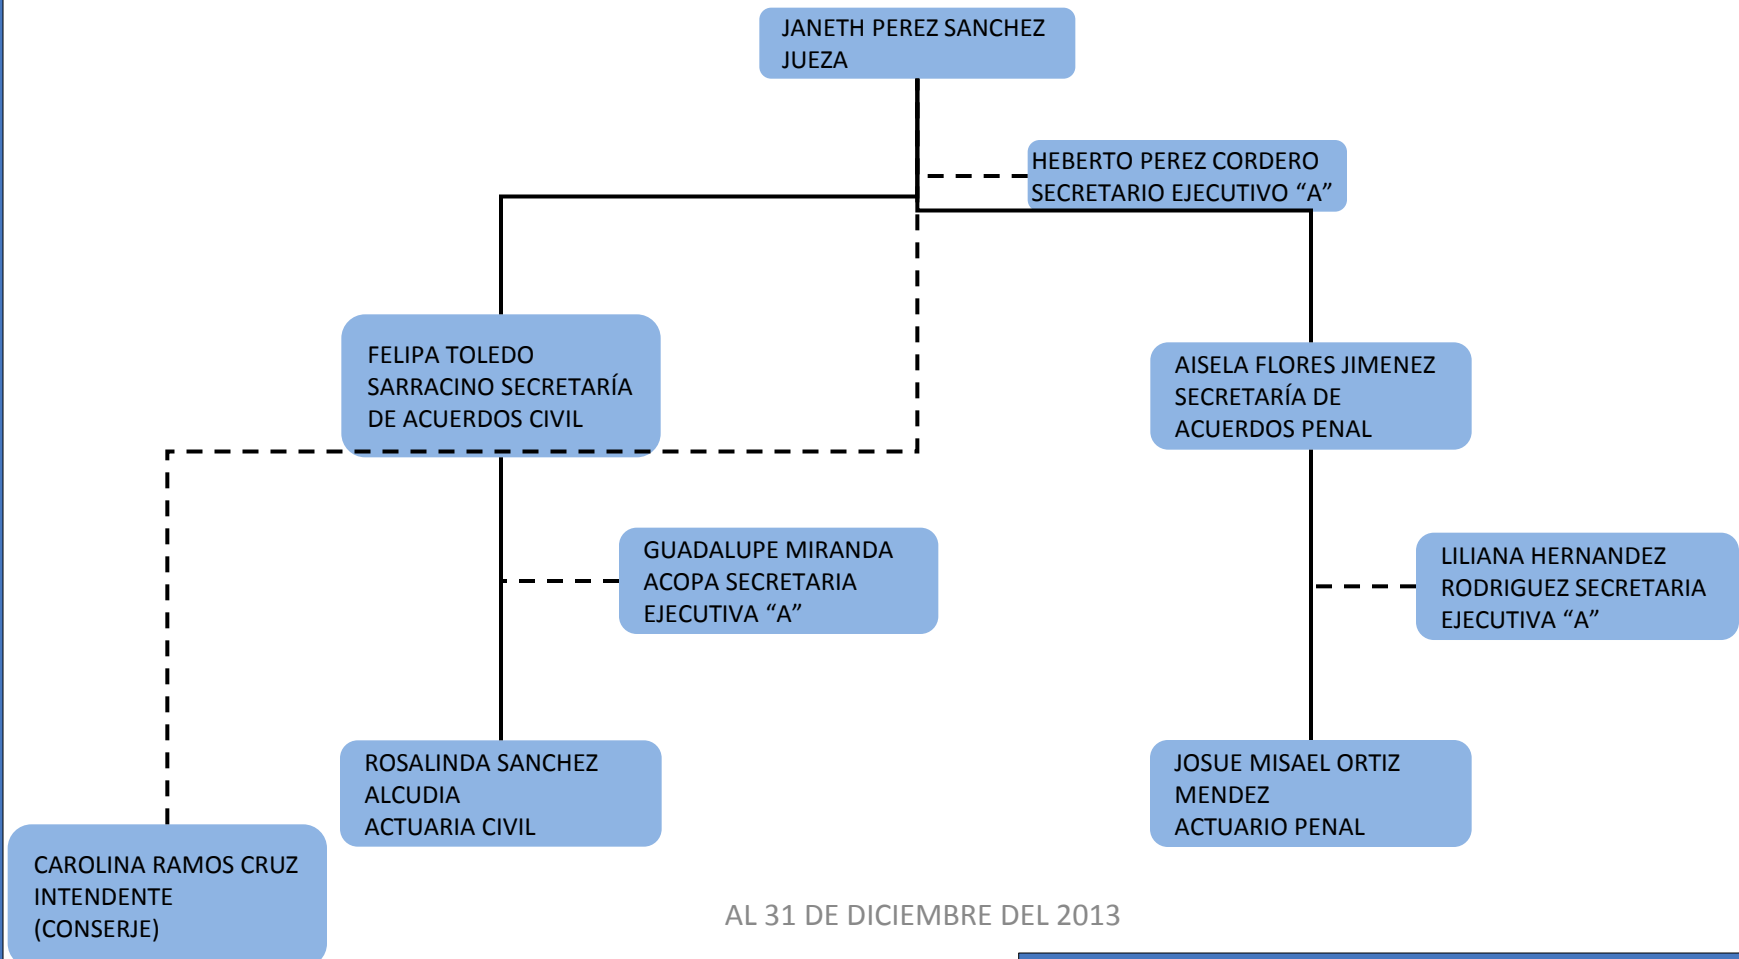 JANETH PEREZ SANCHEZ
JUEZA
HEBERTO PEREZ CORDERO
SECRETARIO EJECUTIVO “A”
FELIPA TOLEDO
SARRACINO SECRETARÍA
DE ACUERDOS CIVIL
AISELA FLORES JIMENEZ
SECRETARÍA DE
ACUERDOS PENAL
GUADALUPE MIRANDA
ACOPA SECRETARIA
EJECUTIVA “A”
LILIANA HERNANDEZ
RODRIGUEZ SECRETARIA
EJECUTIVA “A”
ROSALINDA SANCHEZ
ALCUDIA
ACTUARIA CIVIL
JOSUE MISAEL ORTIZ
MENDEZ
ACTUARIO PENAL
CAROLINA RAMOS CRUZ
INTENDENTE
(CONSERJE)
AL 31 DE DICIEMBRE DEL 2013